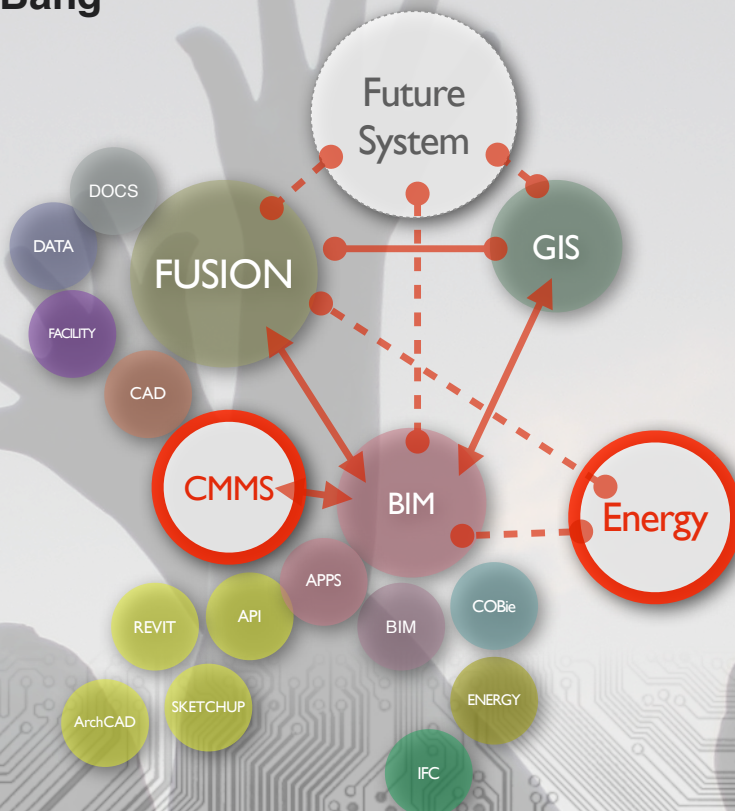 Bang
Future
System
DOCS
DATA
FUSION
GIS
FACILITY
CAD
CMMS
BIM
Energy
APPS
COBie
API
REVIT
BIM
ENERGY
SKETCHUP
ArchCAD
IFC